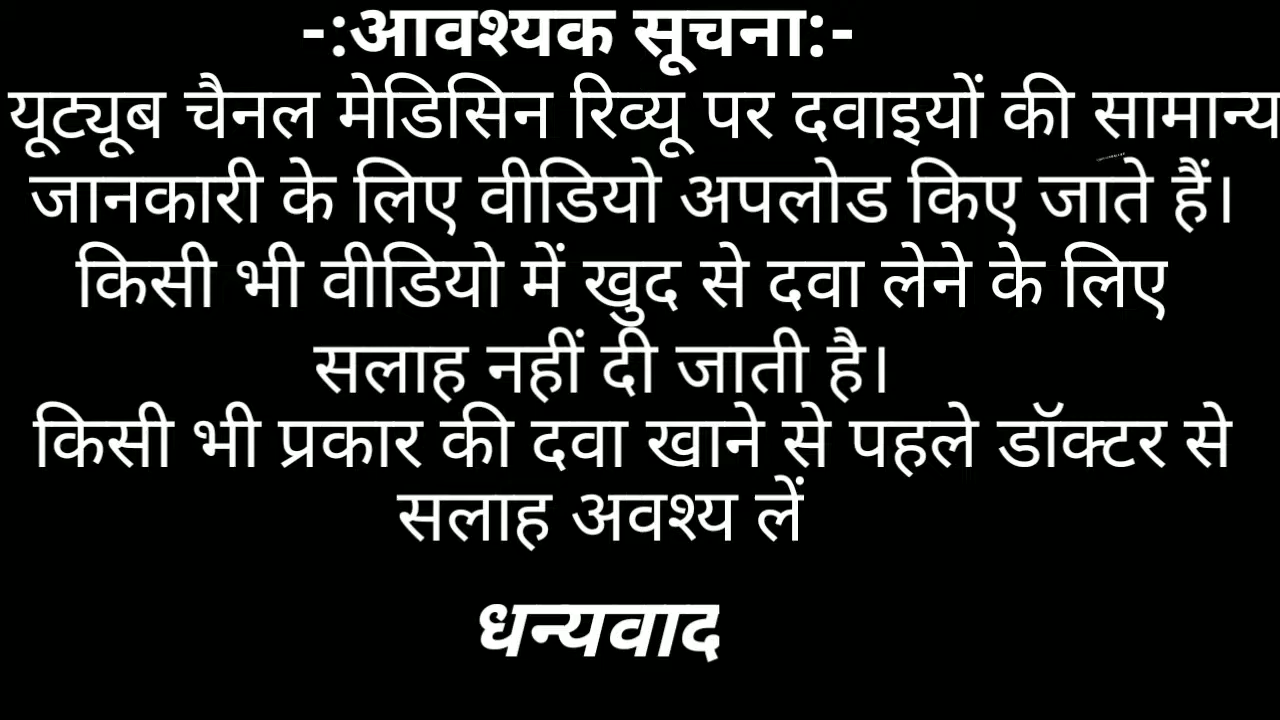 -:आवश्यक सूचना:-
यूट्यूब चैनल मेडिसिन रिव्यू पर दवाइयों की सामान्य
जानकारी के लिए वीडियो अपलोड किए जाते हैं।
किसी भी वीडियो में खुद से दवा लेने के लिए
सलाह नहीं दी जाती है।
किसी भी प्रकार की दवा खाने से पहले डॉक्टर से
सलाह अवश्य लें
धन्यवाद